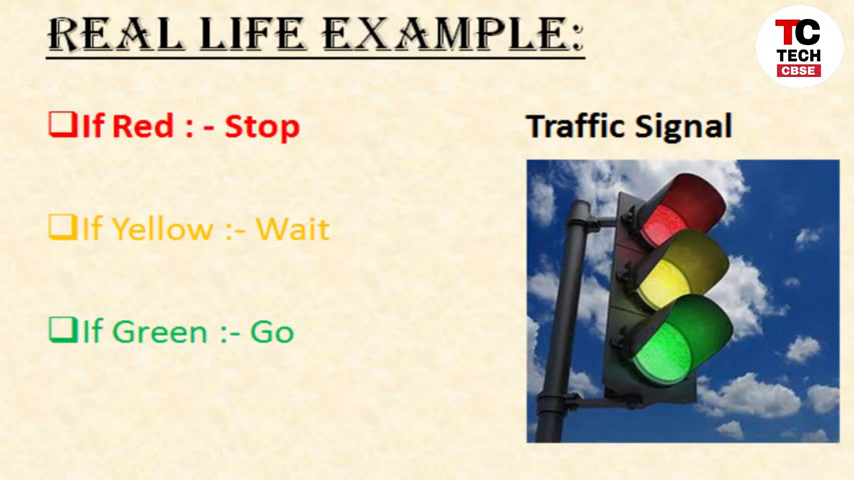 REAL LIFE EXAMPLE:
TC
TECH
CBSE
If Red : - Stop
Traffic Signal
If Yellow :- Wait
If Green :- Go